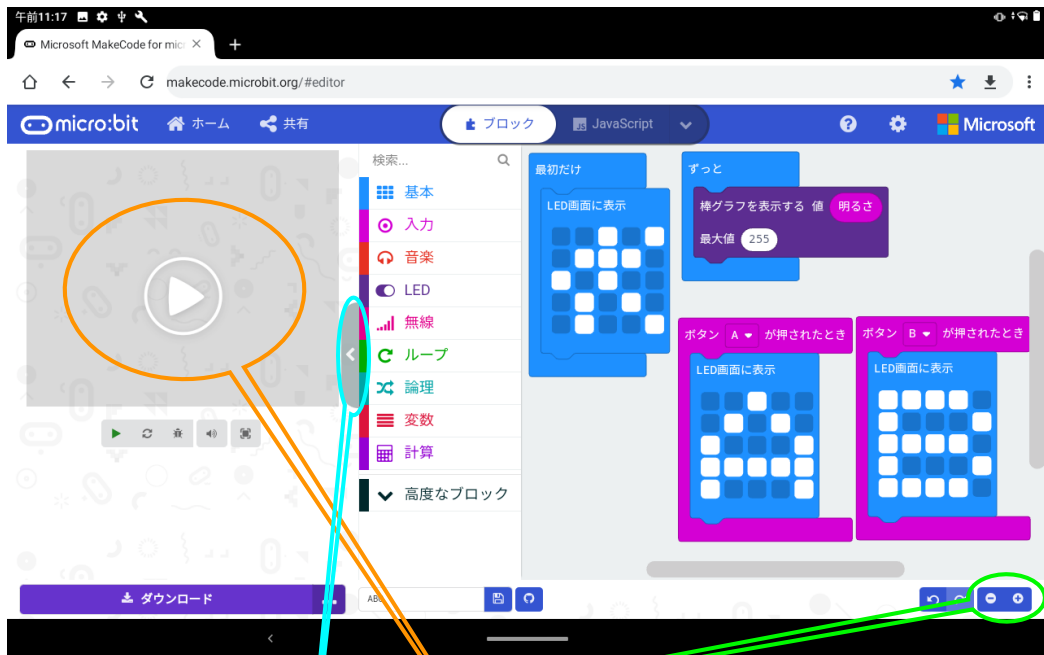 午前11:17
Microsoft MakeCode for mic
makecode.microbit.org/#editor
micro:bit
ホーム
共有
ブロック
JS
JavaScript
Microsoft
検索...
基本
入力
音楽
LED
無線
ループ
論理
変数
計算
高度なブロック
最初だけ
LED画面に表示
ずっと
棒グラフを表示する 値 明るさ
最大値 255
ボタン A が押されたとき
LED画面に表示
ボタン B が押されたとき
LED画面に表示
ダウンロード